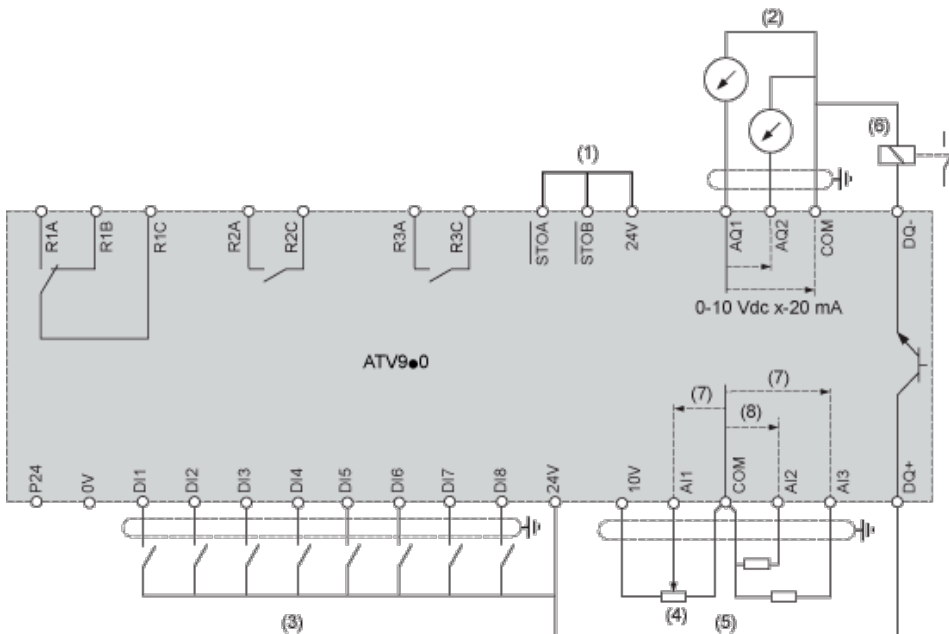 (2)
(6)
(1)
R1A R1B R1C R2A R2C R3A R3C STOA STOB 24V AQ1 AQ2 COM DQ-
0-10 Vdc x-20 mA
ATV9●0
(7)
(7)
(8)
P24 0V DI1 DI2 DI3 DI4 DI5 DI6 DI7 DI8 24V 10V AI1 COM AI2 AI3 DQ+
(3)
(4)
(5)